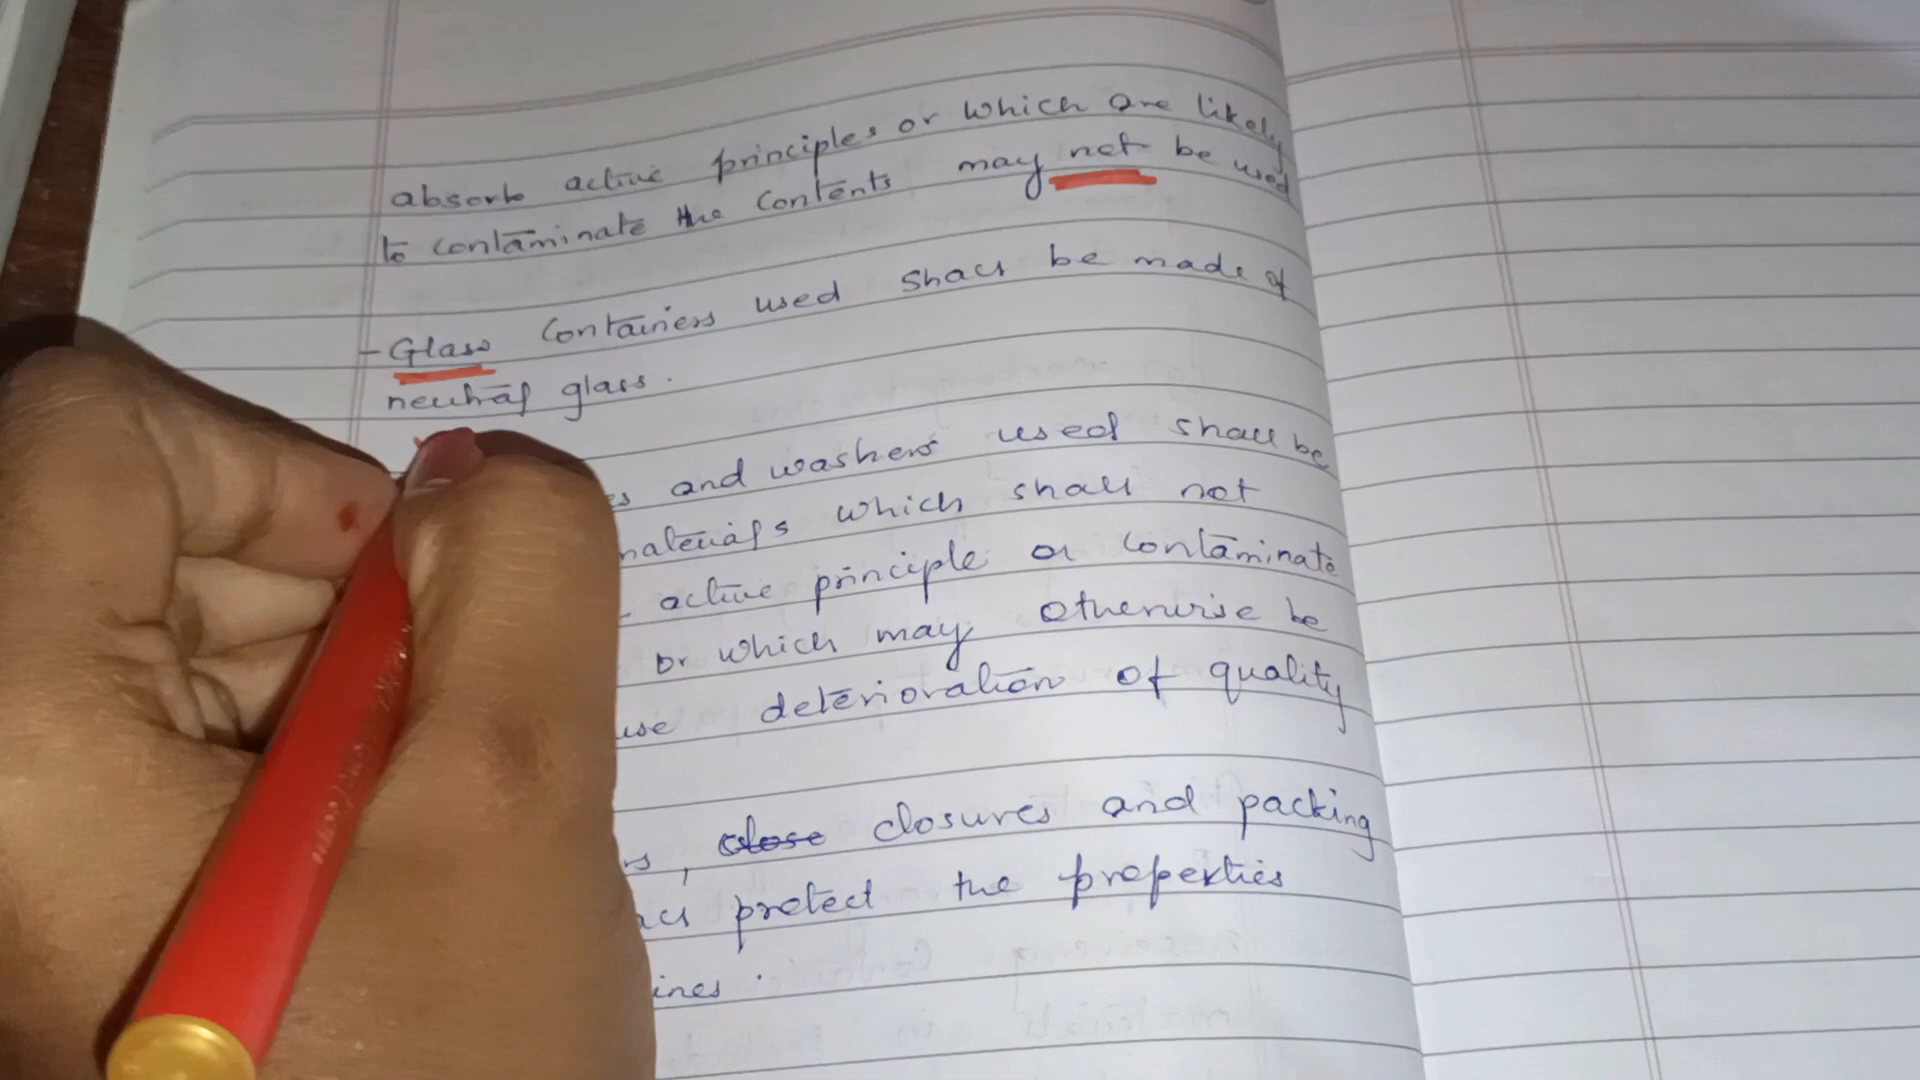 absorb active principles or which are likely
to contaminate the contents may not be used
- Glass containers used shall be made of
neutral glass.
and washers used shall be
materials which shall not
active principle or contaminate
or which may otherwise be
deterioration of quality
, close closures and packing
protect the properties